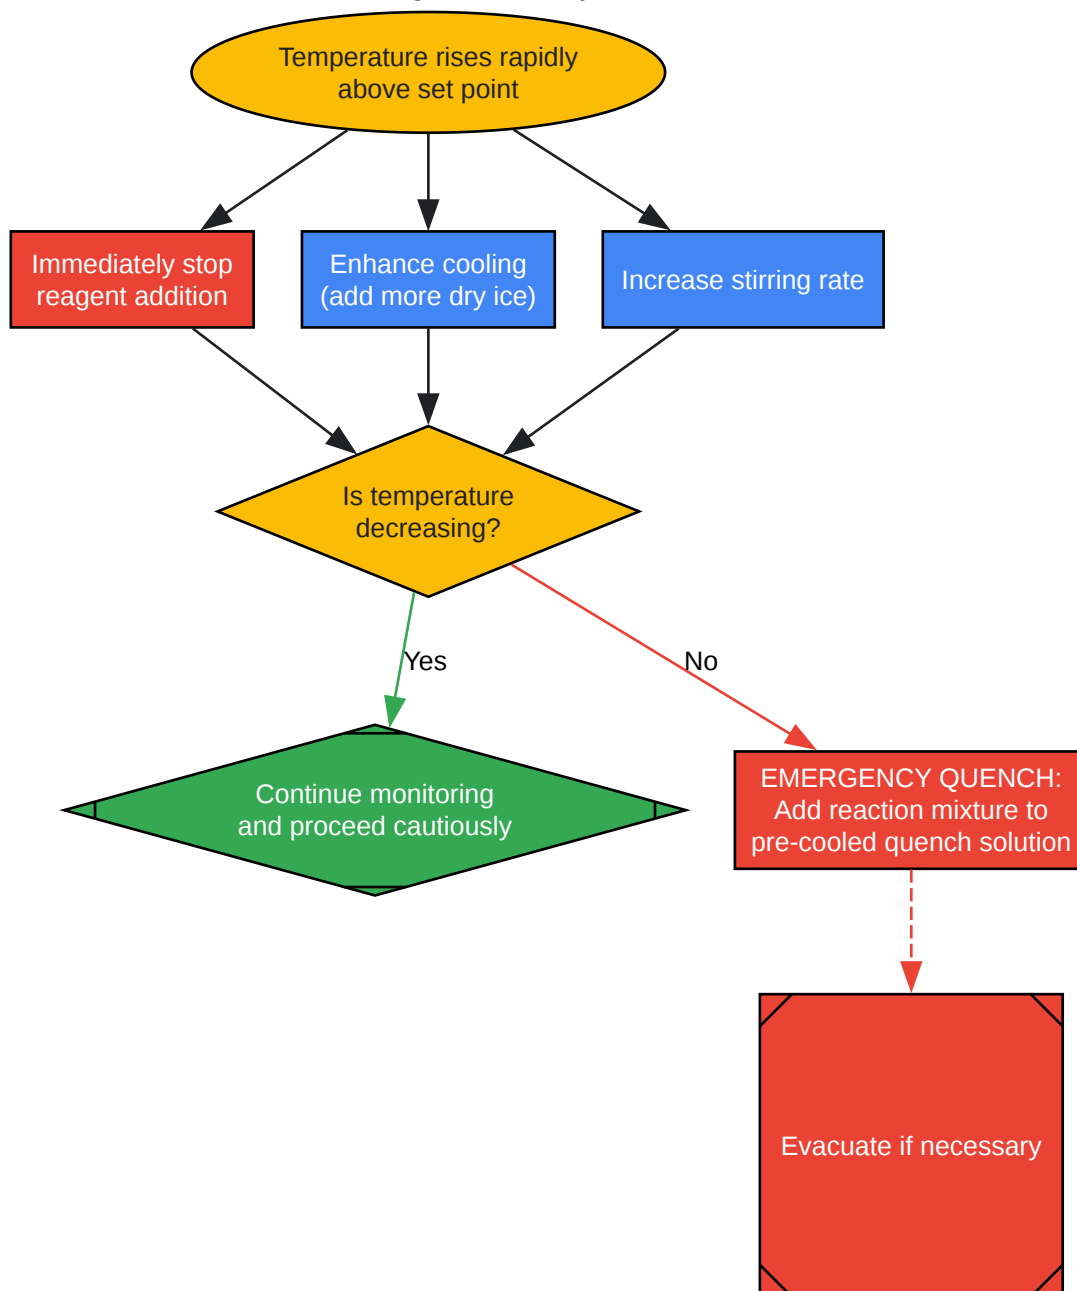 Temperature rises rapidly
above set point
Immediately stop
reagent addition
Enhance cooling
(add more dry ice)
Increase stirring rate
Is temperature
decreasing?
Yes
No
Continue monitoring
and proceed cautiously
EMERGENCY QUENCH:
Add reaction mixture to
pre-cooled quench solution
Evacuate if necessary